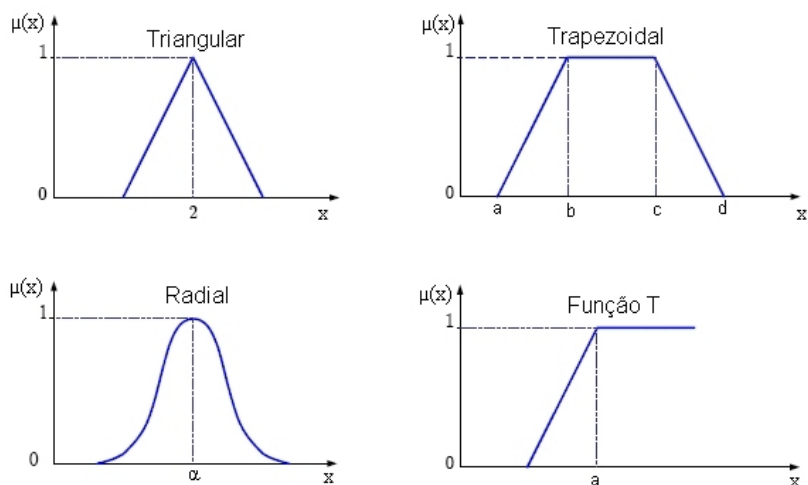 μ(x)
Triangular
1
0
2
x
μ(x)
Trapezoidal
1
0
a
b
c
d
x
μ(x)
Radial
1
0
α
x
μ(x)
Função T
1
0
a
x